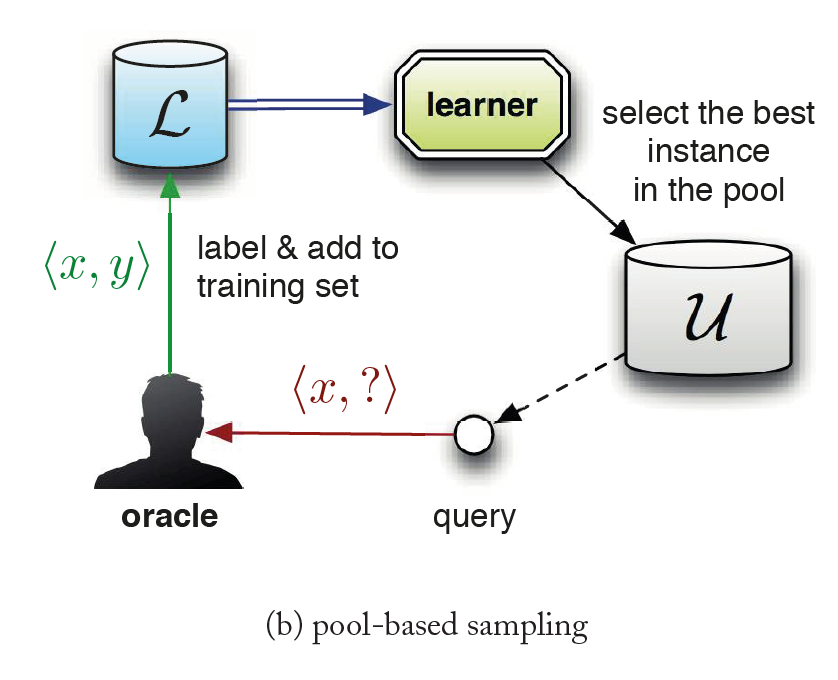 ℒ
learner
select the best
instance
in the pool
⟨x, y⟩
label & add to
training set
𝒰
⟨x, ?⟩
oracle
query
(b) pool-based sampling